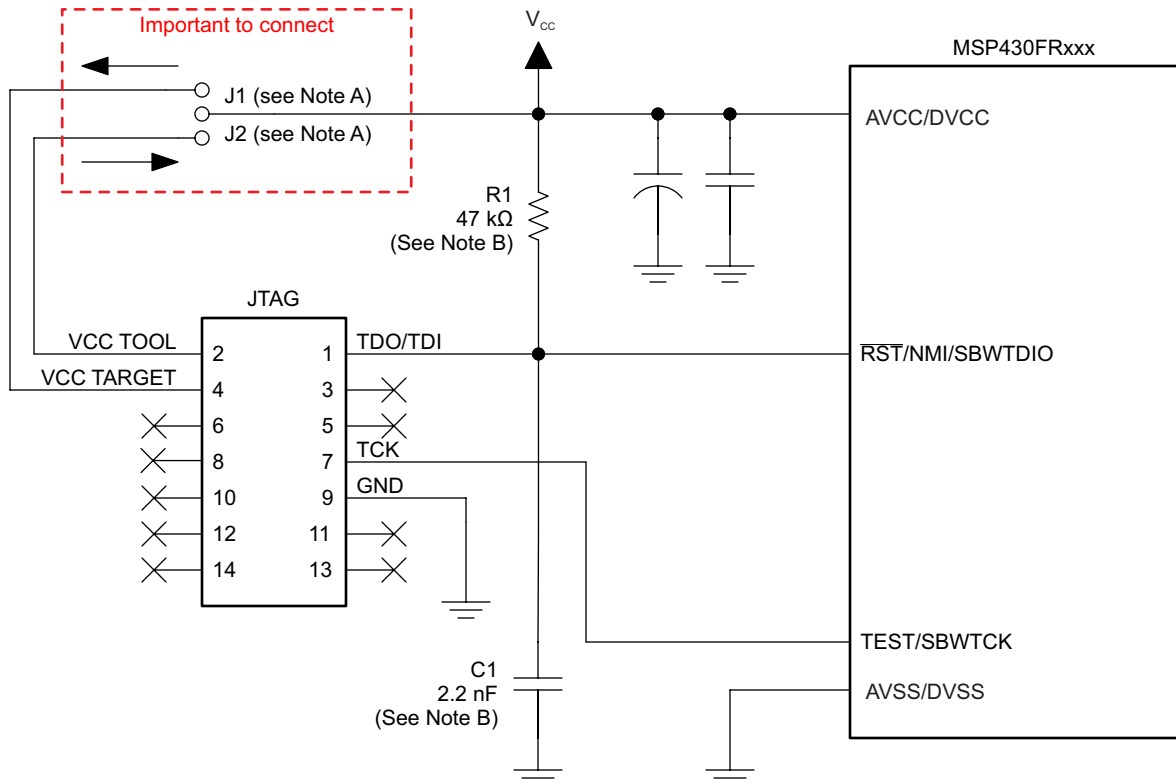 Important to connect
J1 (see Note A)
J2 (see Note A)
VCC
MSP430FRxxx
AVCC/DVCC
R1
47 kΩ
(See Note B)
JTAG
VCC TOOL
2
1
TDO/TDI
RST/NMI/SBWTDIO
VCC TARGET
4
3
6
5
8
7
TCK
10
9
GND
12
11
14
13
TEST/SBWTCK
C1
2.2 nF
(See Note B)
AVSS/DVSS